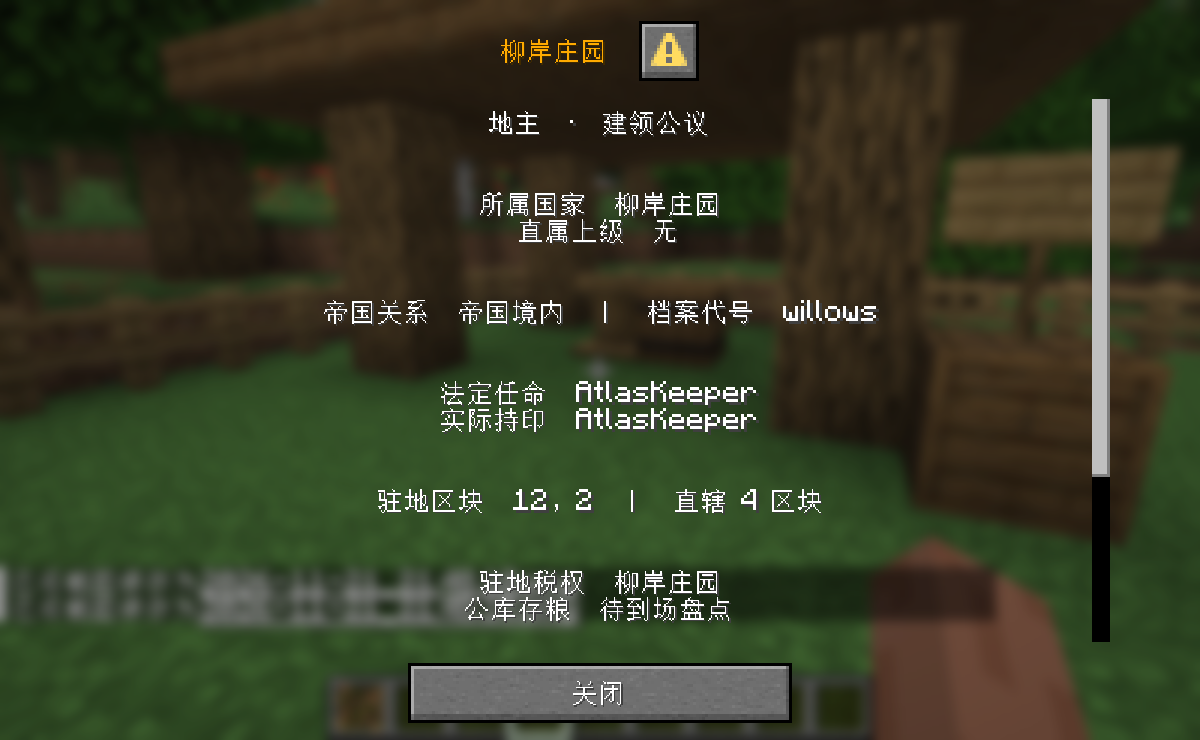 柳岸庄园
地主 · 建领公议
所属国家 柳岸庄园
直属上级 无
帝国关系 帝国境内 | 档案代号 willows
法定任命 AtlasKeeper
实际持印 AtlasKeeper
驻地区块 12, 2 | 直辖 4 区块
驻地税权 柳岸庄园
公库存粮 待到场盘点
关闭